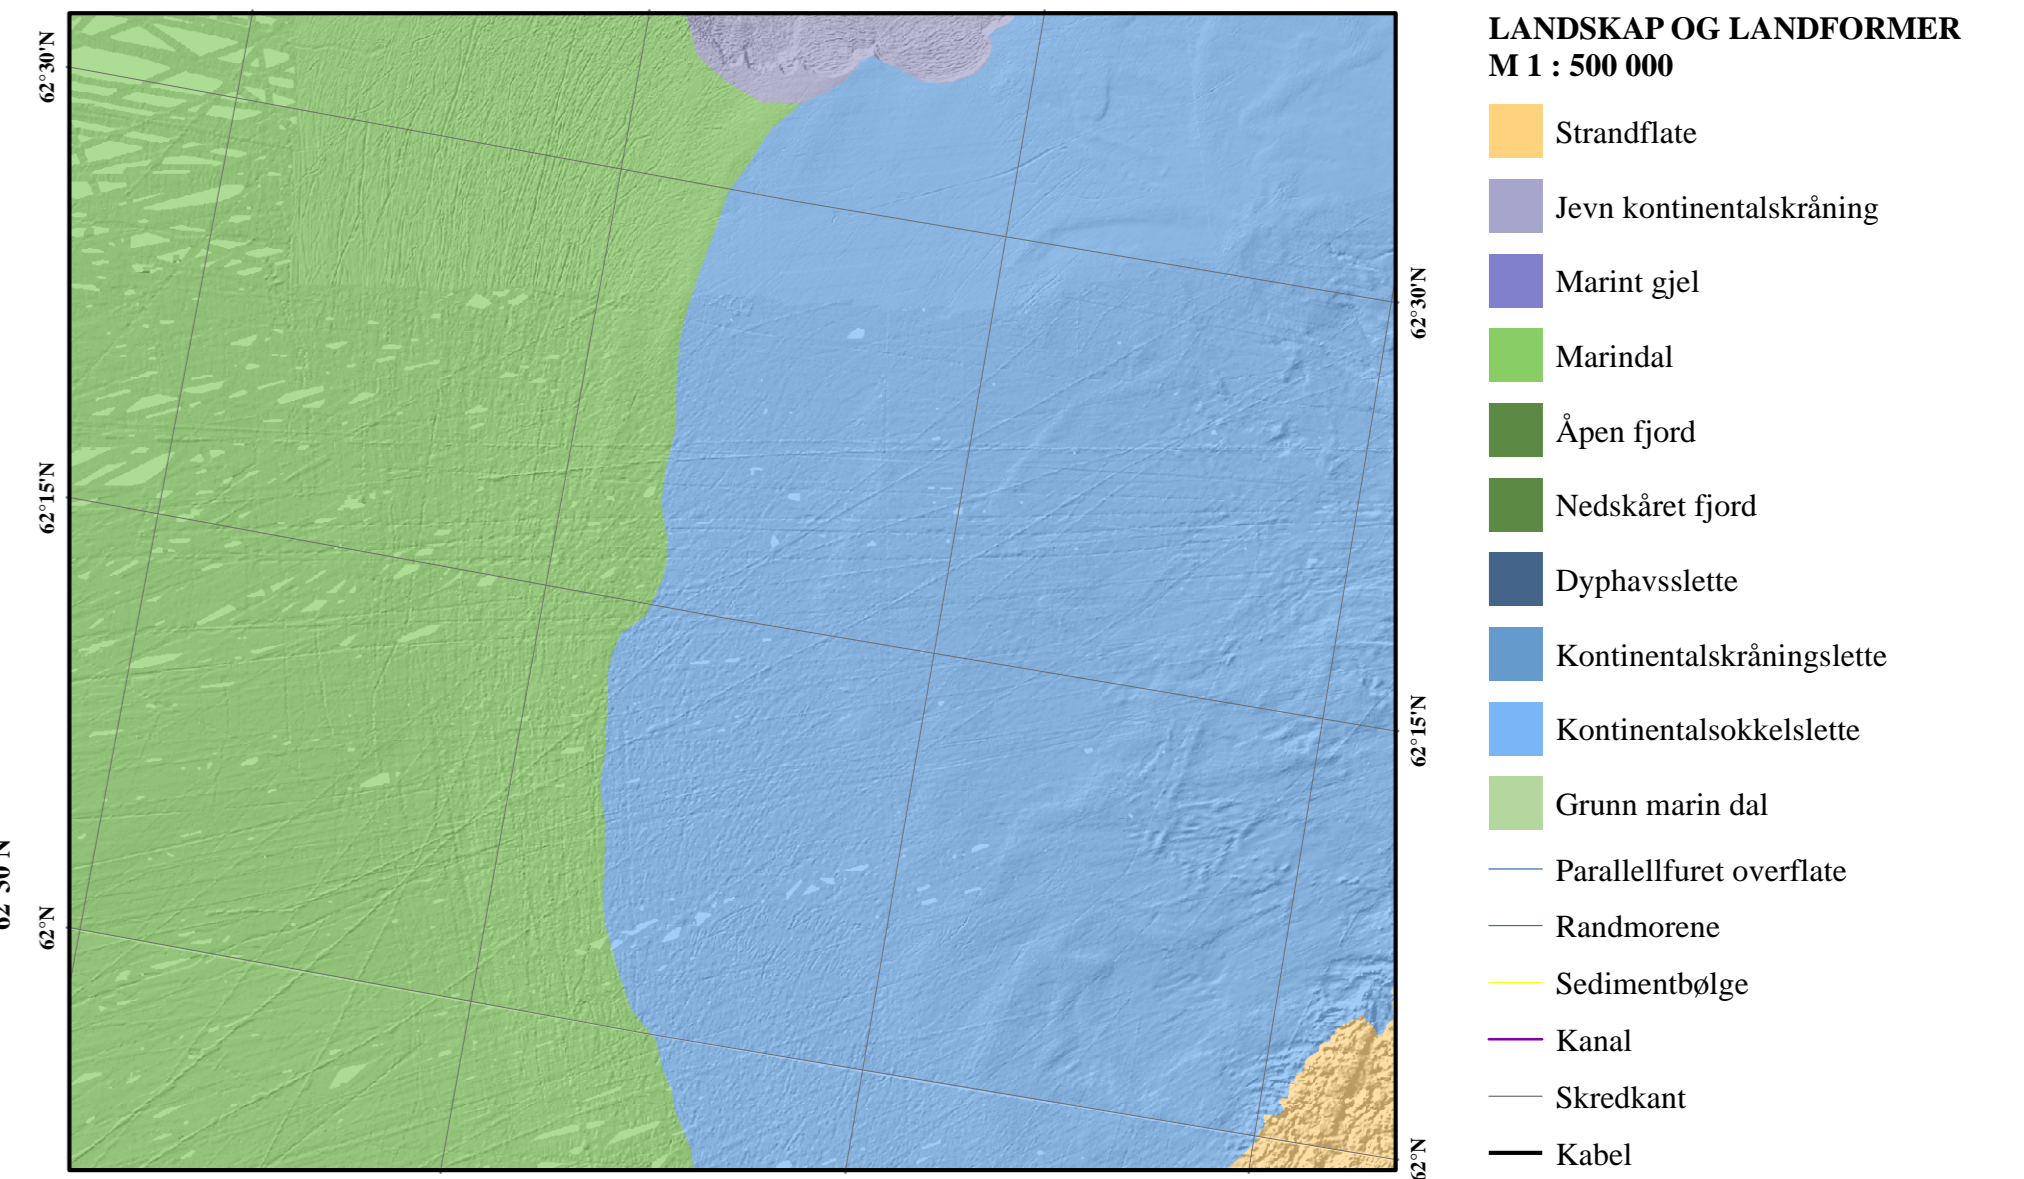 LANDSKAP OG LANDFORMER
M 1 : 500 000
Strandflate
Jevn kontinentalskråning
Marint gjel
Marindal
Åpen fjord
Nedskåret fjord
Dyphavsslette
Kontinentalskråningslette
Kontinentalsokkelslette
Grunn marin dal
Parallellfuret overflate
Randmorene
Sedimentbølge
Kanal
Skredkant
Kabel
62°30'N
62°15'N
62°N
62°30'N
62°15'N
62°N